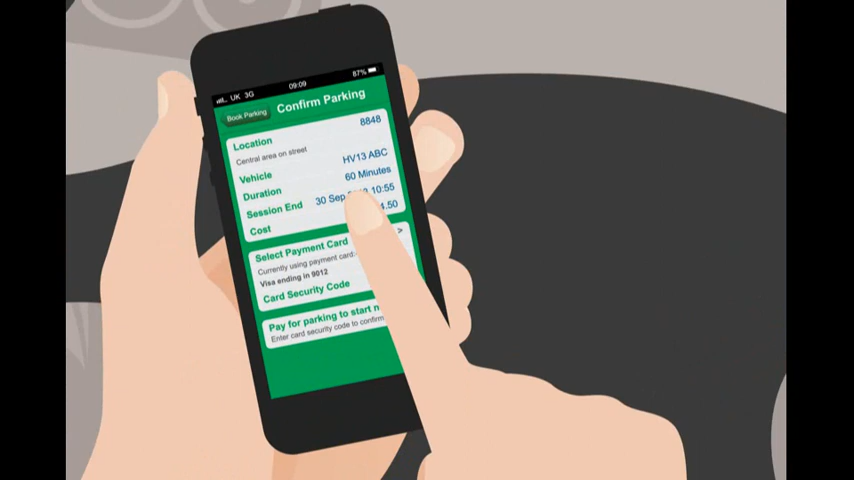 UK 3G 09:09 87%
Book Parking Confirm Parking
Location 8848
Central area on street
Vehicle HV13 ABC
Duration 60 Minutes
Session End 30 Sep 10:55
Cost .50
Select Payment Card >
Currently using payment card
Visa ending in 9012
Card Security Code
Pay for parking to start
Enter card security code to confirm